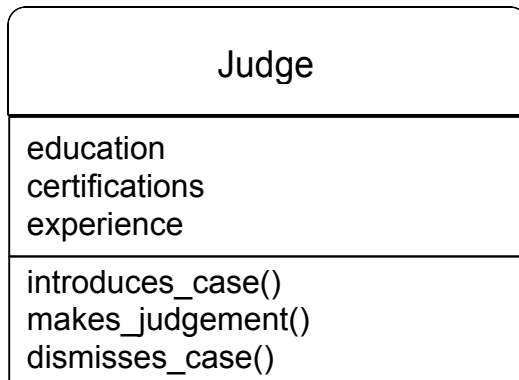 Judge
education
certifications
experience
introduces_case()
makes_judgement()
dismisses_case()